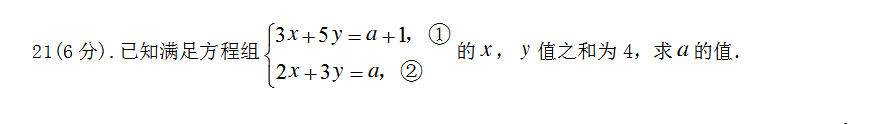 21(6 分).已知满足方程组{3x+5y=a+1, ①
2x+3y=a, ②
的 x, y 值之和为 4, 求 a 的值.